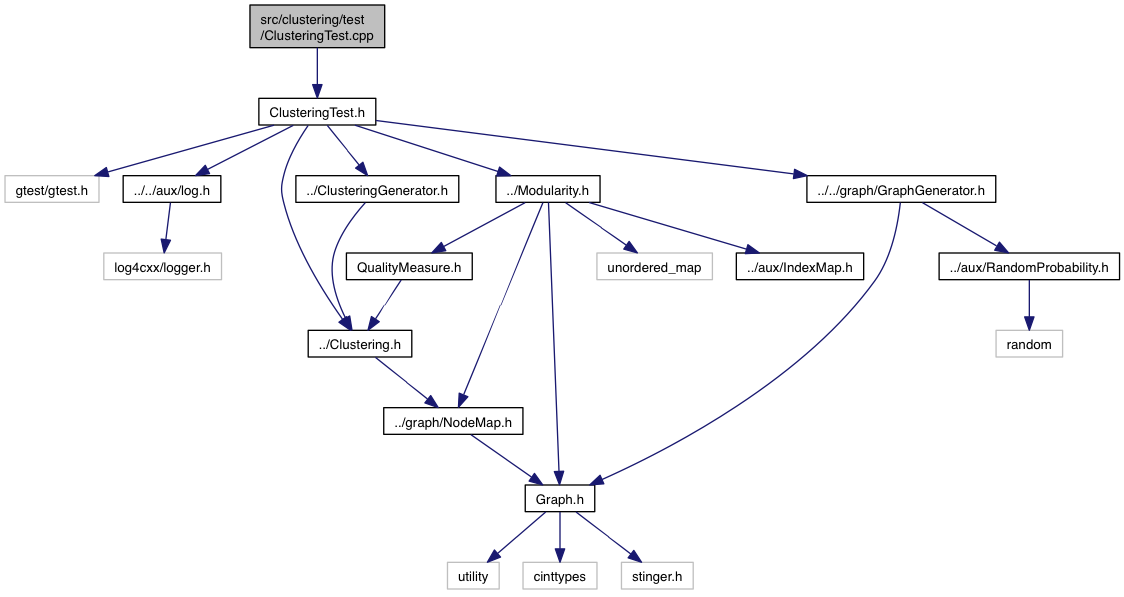 src/clustering/test
/ClusteringTest.cpp
ClusteringTest.h
gtest/gtest.h
../../aux/log.h
../ClusteringGenerator.h
../Modularity.h
../../graph/GraphGenerator.h
log4cxx/logger.h
QualityMeasure.h
unordered_map
../aux/IndexMap.h
../aux/RandomProbability.h
../Clustering.h
random
../graph/NodeMap.h
Graph.h
utility
cinttypes
stinger.h